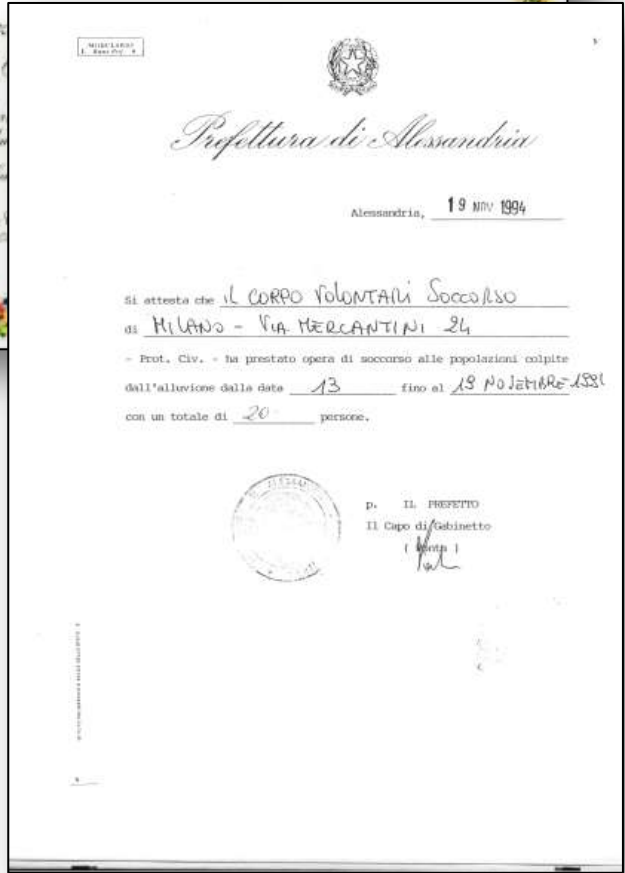 MODULARIO
Prefettura di Alessandria
Alessandria, 19 NOV 1994
Si attesta che IL CORPO VOLONTARI SOCCORSO
di MILANO - VIA MERCANTINI 24
- Prot. Civ. - ha prestato opera di soccorso alle popolazioni colpite
dall'alluvione dalla data 13 fino al 19 NOVEMBRE
con un totale di 20 persone.
p. IL PREFETTO
Il Capo di Gabinetto